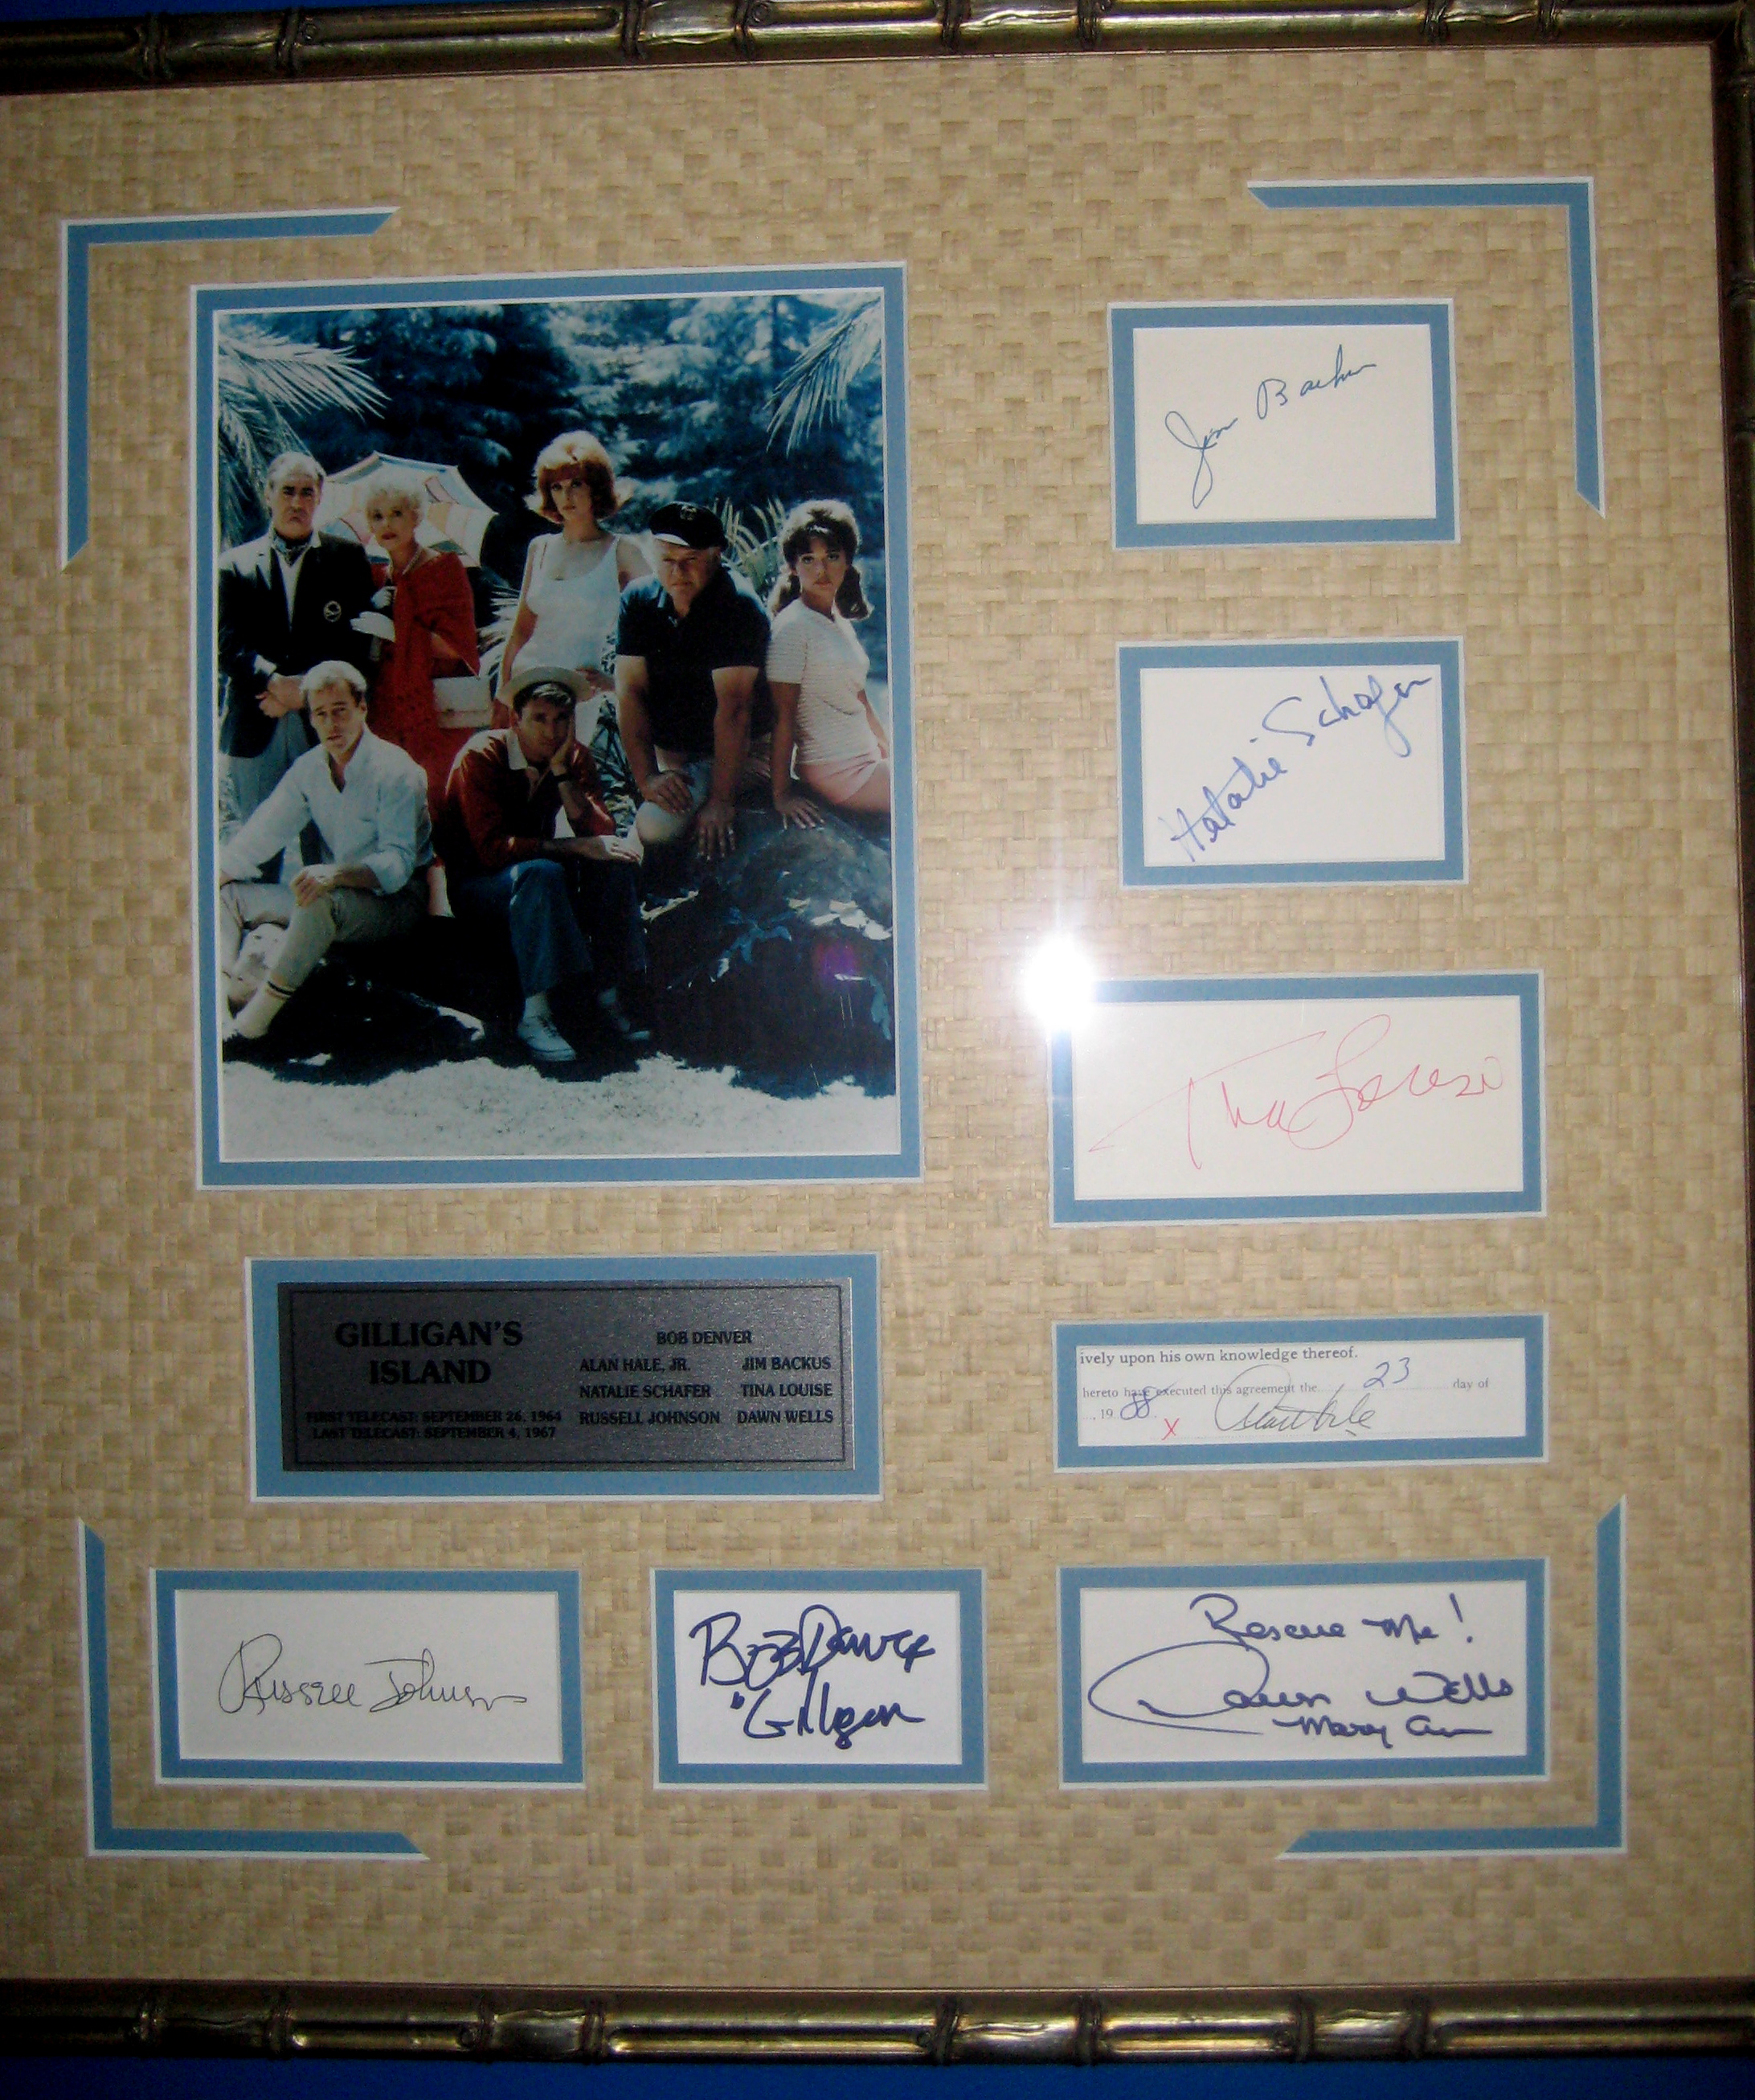 Jim Backus
Natalie Schafer
Tina Louise
GILLIGAN'S
ISLAND
FIRST TELECAST: SEPTEMBER 26, 1964
LAST TELECAST: SEPTEMBER 4, 1967
BOB DENVER
ALAN HALE, JR. JIM BACKUS
NATALIE SCHAFER TINA LOUISE
RUSSELL JOHNSON DAWN WELLS
ively upon his own knowledge thereof.
hereto have executed this agreement the 23 day of
, 19 88.
X Alan Hale Jr.
Russell Johnson
Bob Denver
"Gilligan
Rescue Me!
Dawn Wells
Mary Ann